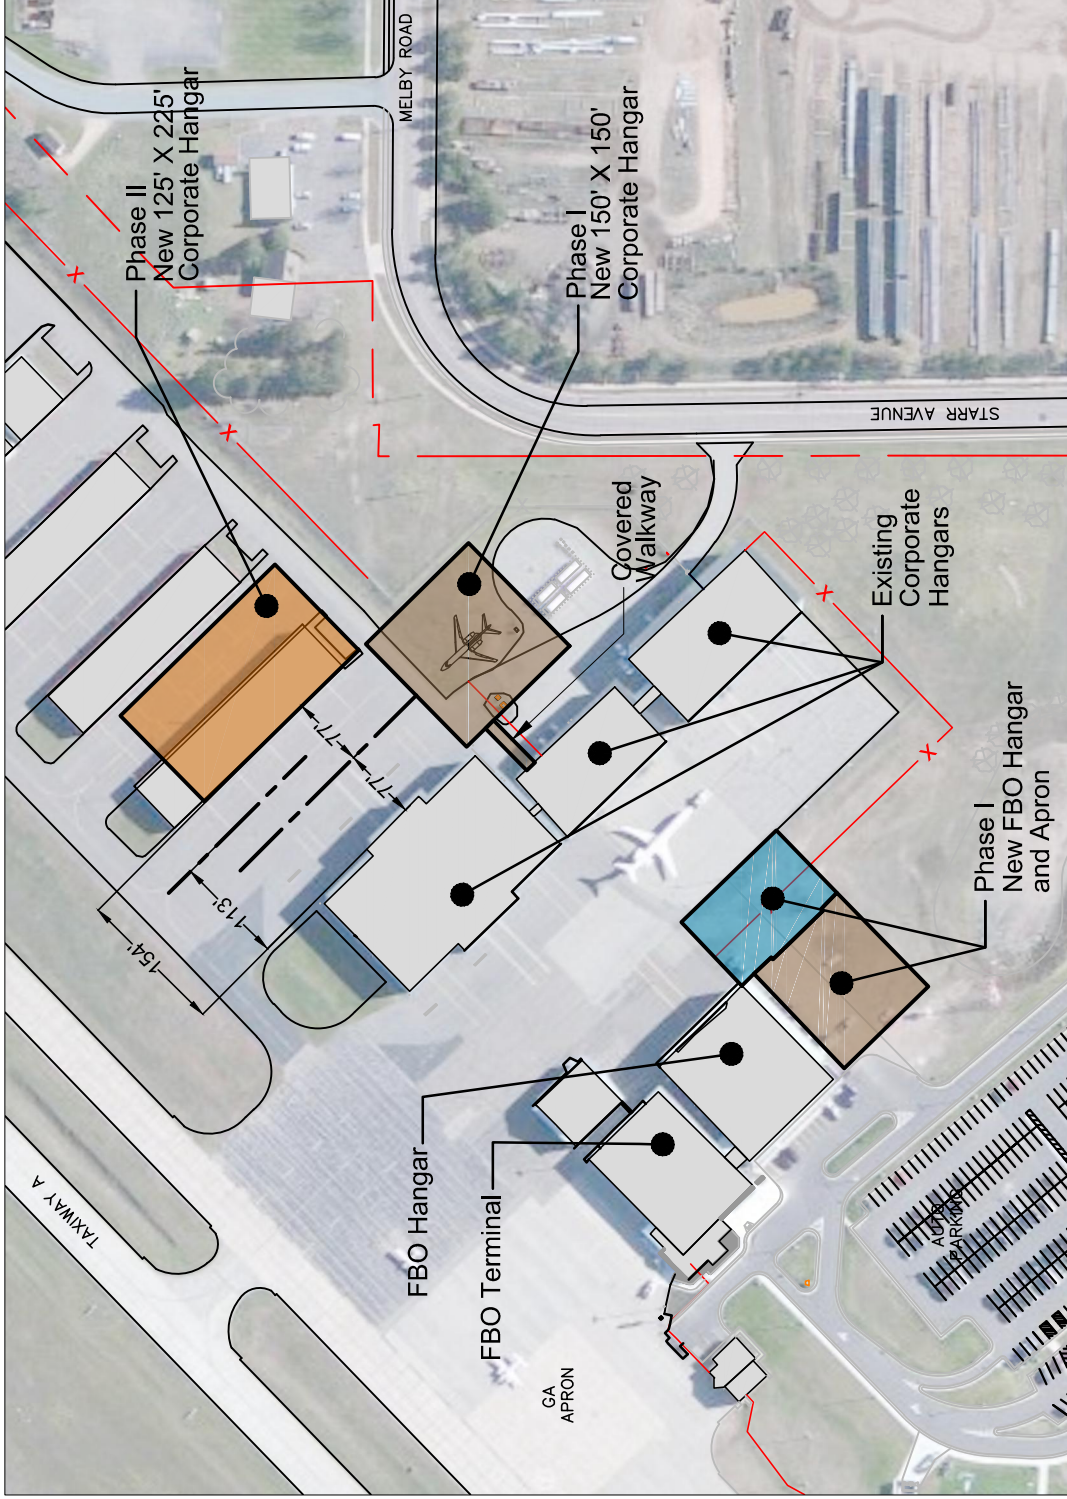 MELBY ROAD
Phase II
New 125' X 225'
Corporate Hangar
Phase I
New 150' X 150'
Corporate Hangar
STARR AVENUE
Covered
Walkway
Existing
Corporate
Hangars
77'
77'
113'
154'
Phase I
New FBO Hangar
and Apron
FBO Hangar
FBO Terminal
TAXIWAY A
GA
APRON
AUTO
PARKING
X
X
X
X